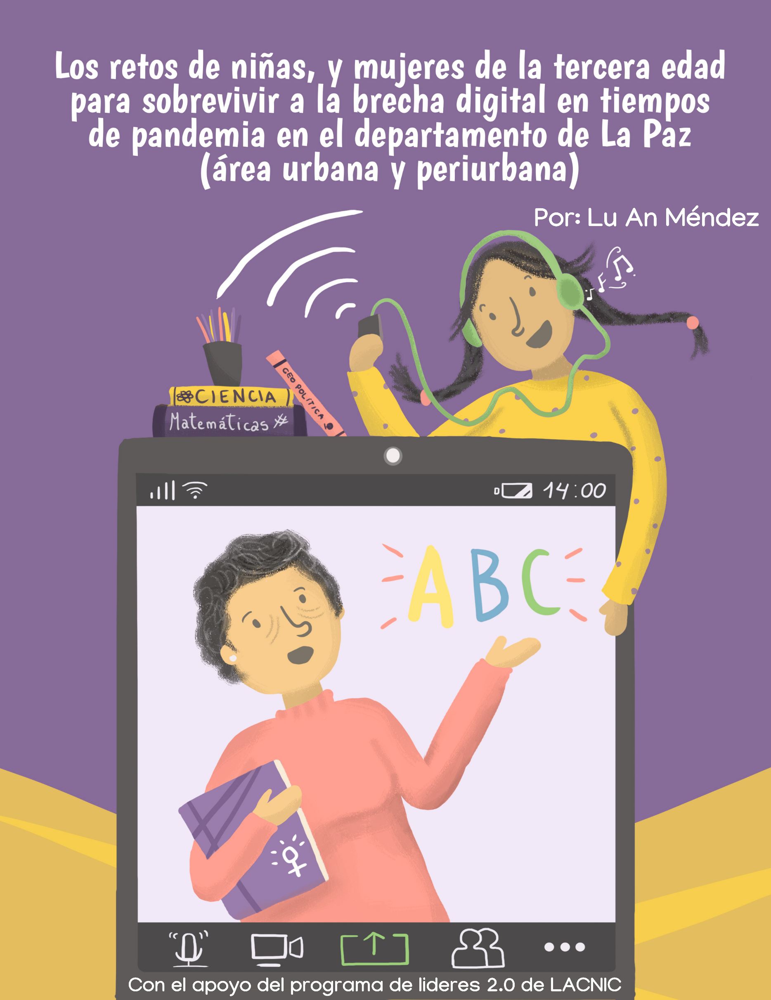 Los retos de niñas, y mujeres de la tercera edad
para sobrevivir a la brecha digital en tiempos
de pandemia en el departamento de La Paz
(área urbana y periurbana)
Por: Lu An Méndez
GEO POLÍTICA
CIENCIA
Matemáticas
14:00
A B C
Con el apoyo del programa de lideres 2.0 de LACNIC